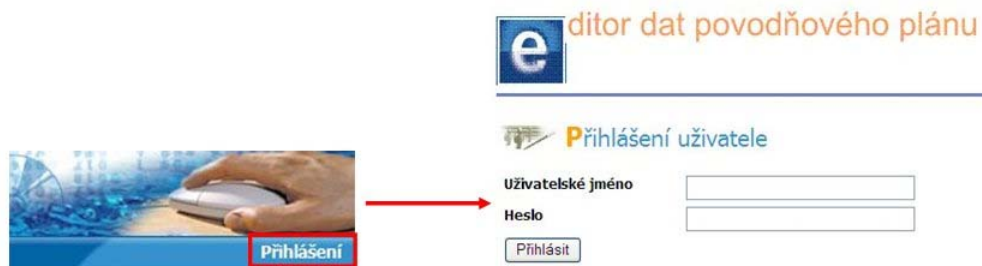 e ditor dat povodňového plánu
Přihlášení uživatele
Uživatelské jméno
Heslo
Přihlásit
Přihlášení